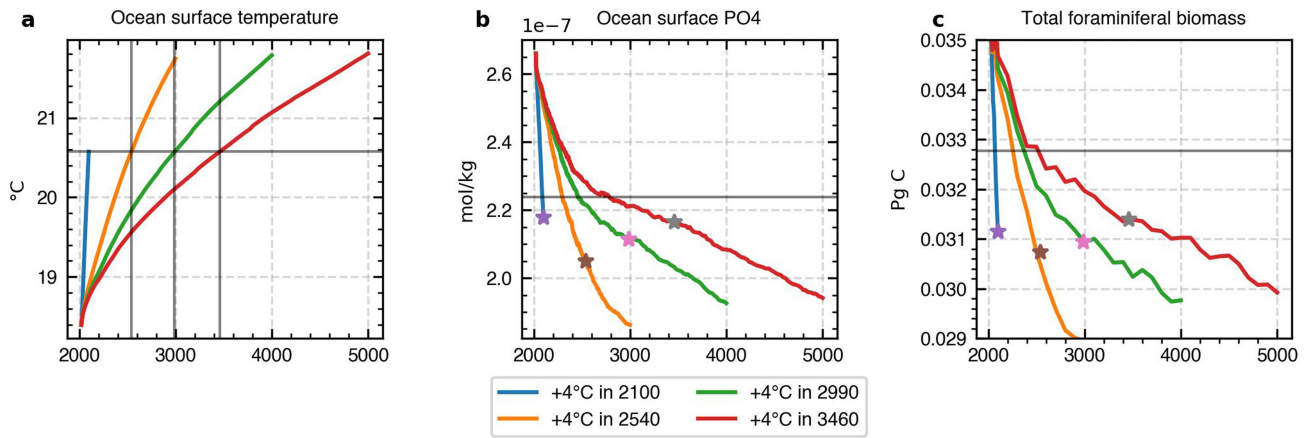 a
Ocean surface temperature
°C
21
20
19
2000 3000 4000 5000
b
Ocean surface PO4
1e−7
mol/kg
2.6
2.4
2.2
2.0
2000 3000 4000 5000
c
Total foraminiferal biomass
Pg C
0.035
0.034
0.033
0.032
0.031
0.030
0.029
2000 3000 4000 5000
+4°C in 2100
+4°C in 2540
+4°C in 2990
+4°C in 3460